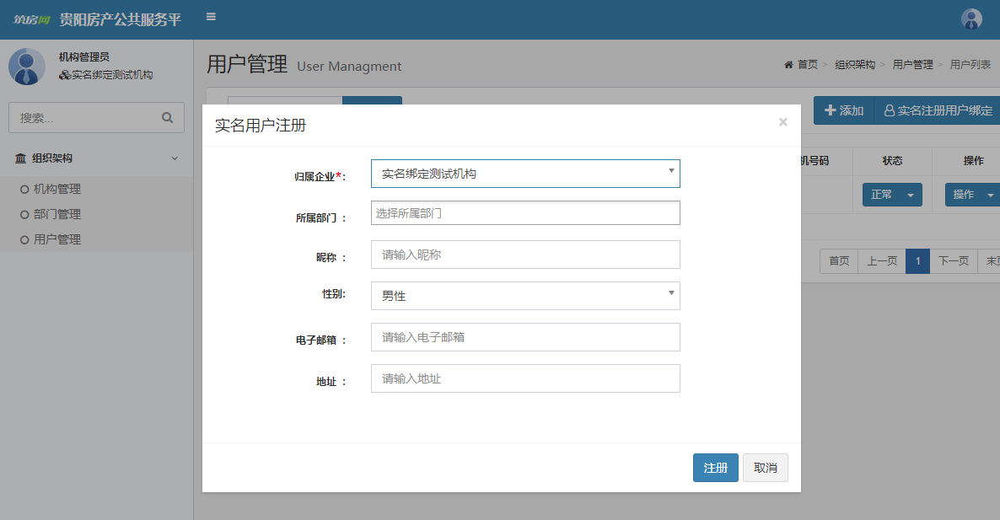 筑房网 贵阳房产公共服务平
机构管理员
实名绑定测试机构
搜索...
组织架构
机构管理
部门管理
用户管理
用户管理 User Managment
首页 > 组织架构 > 用户管理 > 用户列表
添加 实名注册用户绑定
机号码 状态 操作
正常 操作
首页 上一页 1 下一页 末页
实名用户注册 ×
归属企业*: 实名绑定测试机构
所属部门 : 选择所属部门
昵称 : 请输入昵称
性别: 男性
电子邮箱 : 请输入电子邮箱
地址 : 请输入地址
注册 取消